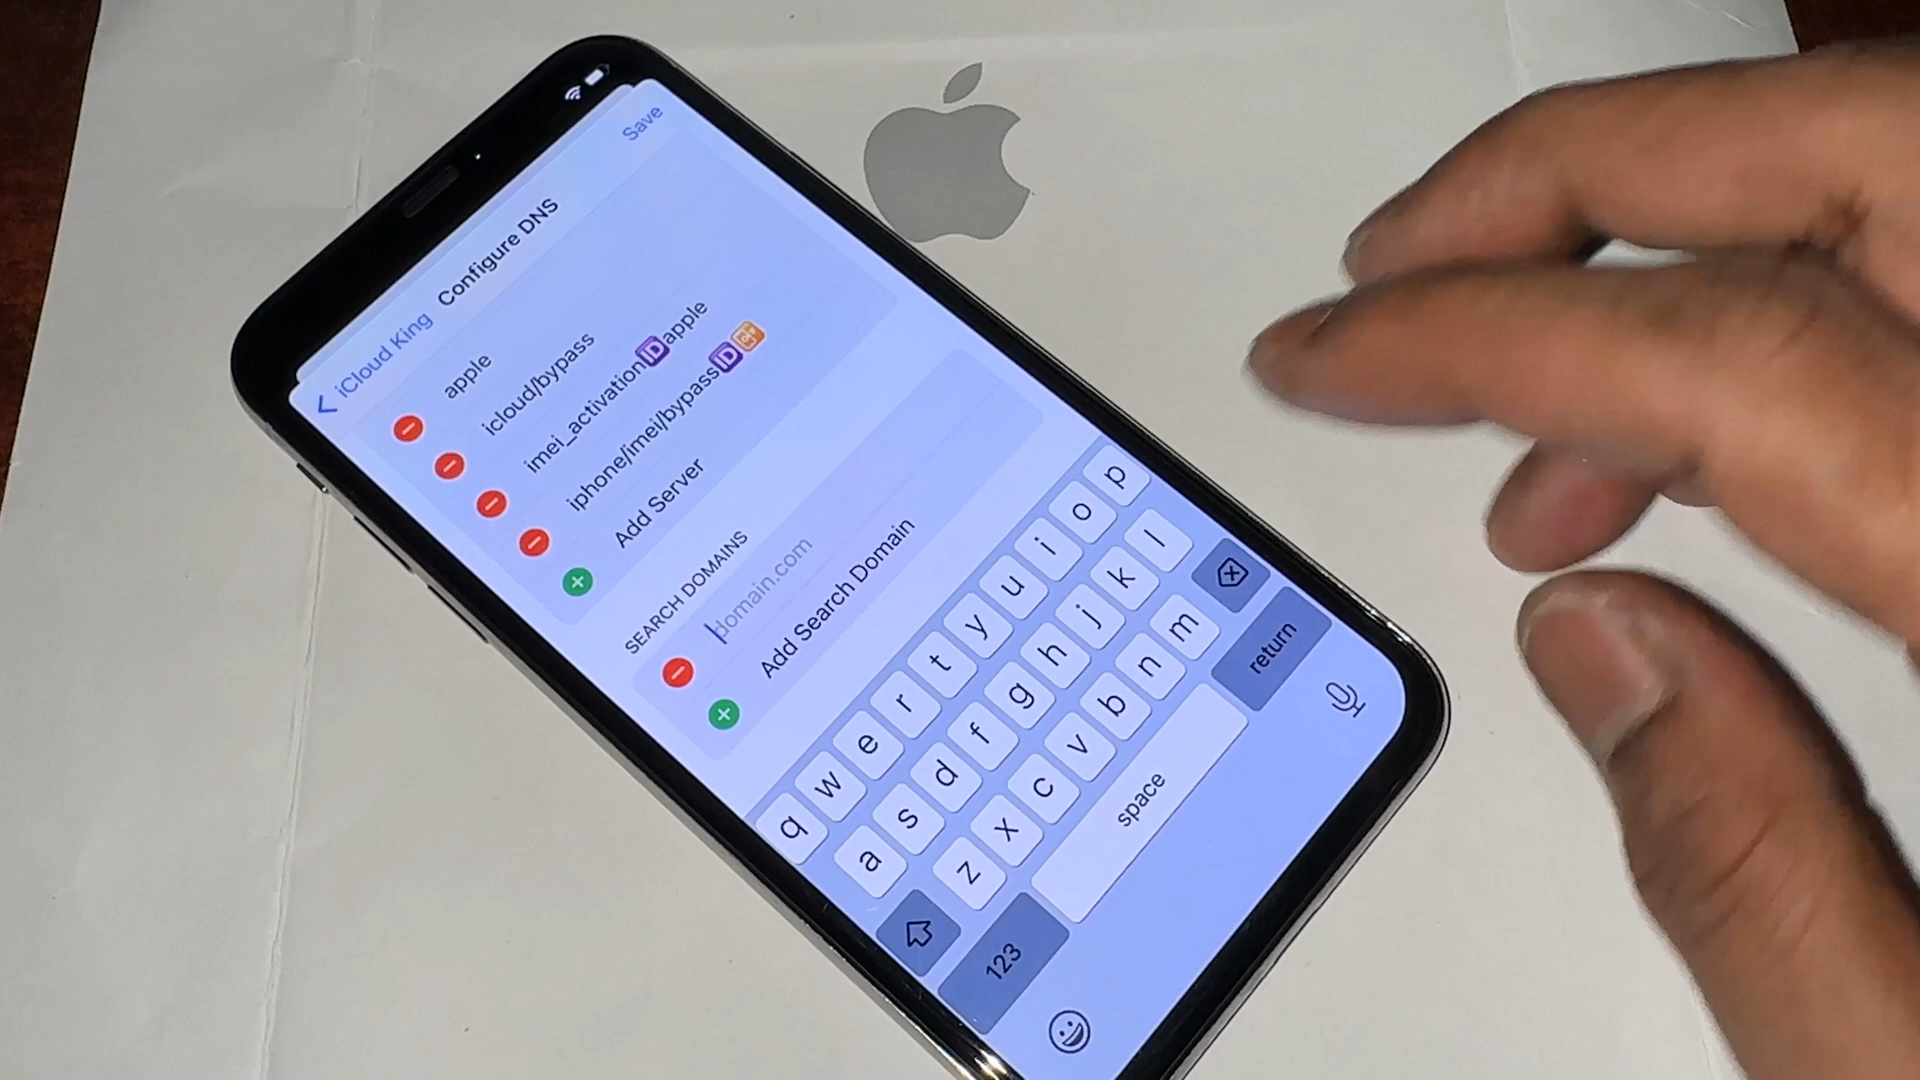 Save
iCloud King
Configure DNS
apple
icloud/bypass
imei_activation🆔apple
iphone/imei/bypass🆔📴
Add Server
SEARCH DOMAINS
domain.com
Add Search Domain
q w e r t y u i o p
a s d f g h j k l
z x c v b n m
123 space return